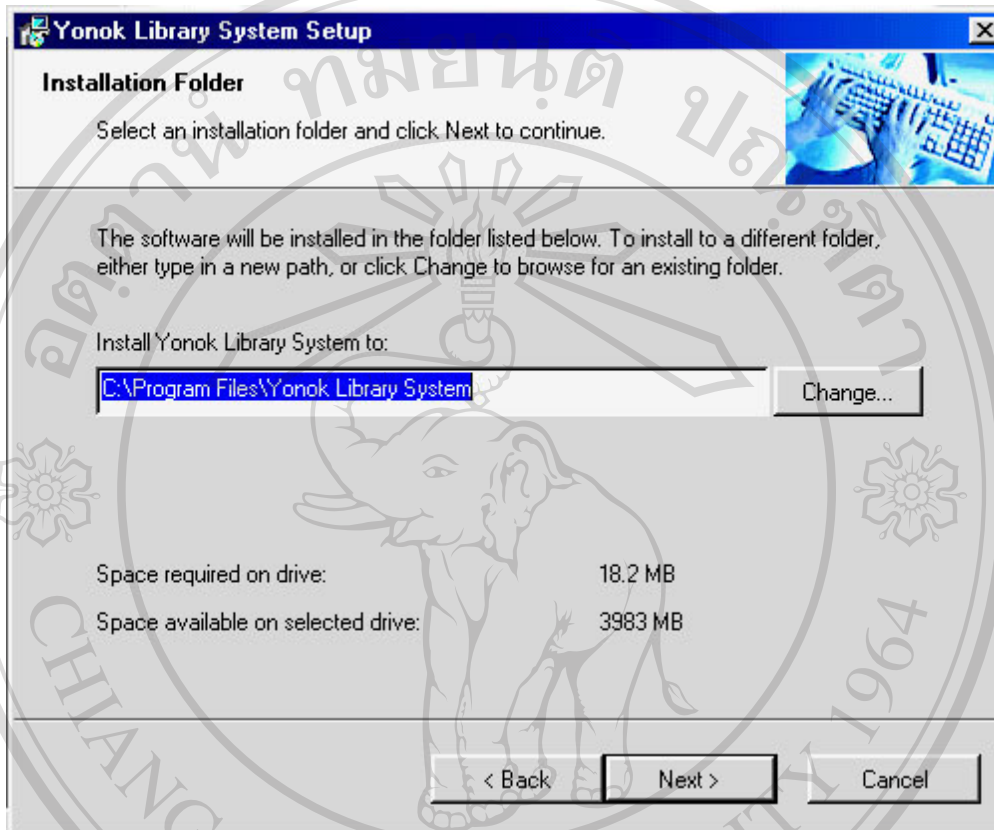 Yonok Library System Setup
Installation Folder
Select an installation folder and click Next to continue.
The software will be installed in the folder listed below. To install to a different folder,
either type in a new path, or click Change to browse for an existing folder.
Install Yonok Library System to:
C:\Program Files\Yonok Library System
Change...
Space required on drive: 18.2 MB
Space available on selected drive: 3983 MB
< Back Next > Cancel
CHIANG
1964